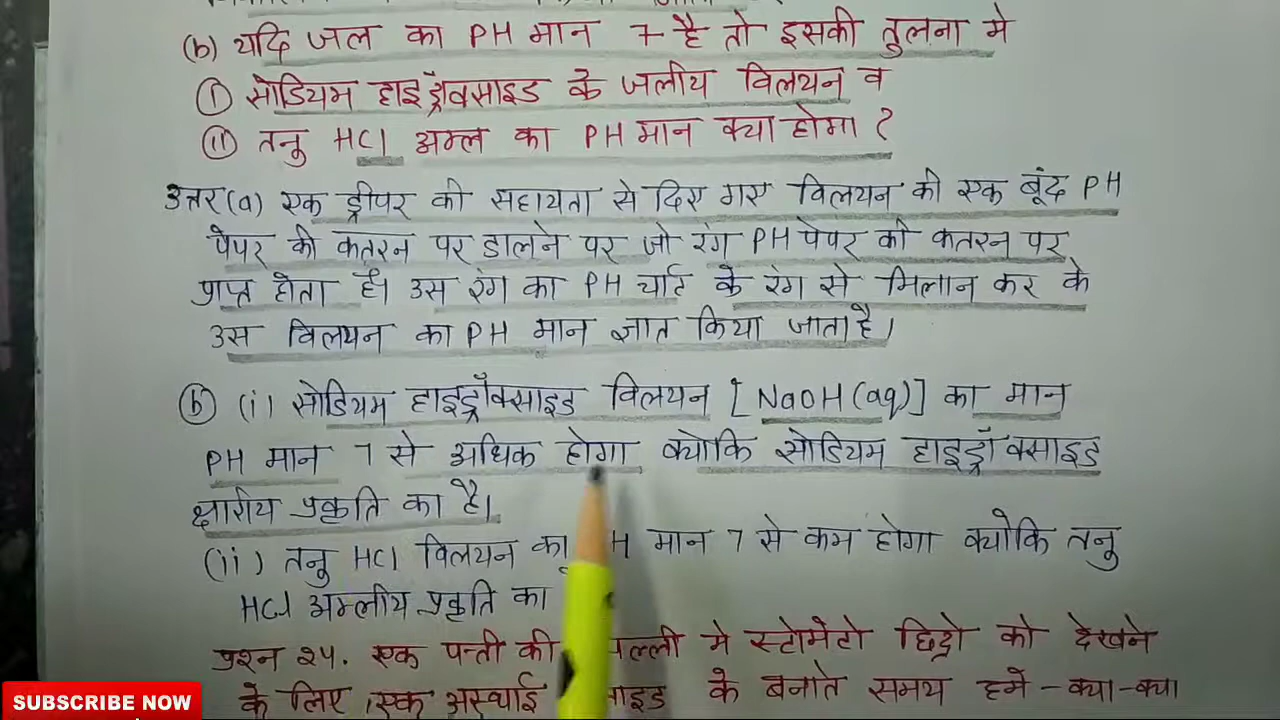 (b) यदि जल का PH मान 7 है तो इसकी तुलना मे
(i) सोडियम हाइड्रॉक्साइड के जलीय विलयन व
(ii) तनु HCl अम्ल का PH मान क्या होगा ?
उत्तर (a) एक ड्रॉपर की सहायता से दिए गए विलयन की एक बूंद PH
पेपर की कतरन पर डालने पर जो रंग PH पेपर की कतरन पर
प्राप्त होता है। उस रंग का PH चार्ट के रंग से मिलान कर के
उस विलयन का PH मान ज्ञात किया जाता है।
(b) (i) सोडियम हाइड्रॉक्साइड विलयन [NaOH(aq)] का मान
PH मान 7 से अधिक होगा क्योकि सोडियम हाइड्रॉक्साइड
क्षारीय प्रकृति का है।
(ii) तनु HCl विलयन का H मान 7 से कम होगा क्योकि तनु
HCl अम्लीय प्रकृति का
प्रश्न 24. एक पत्ती की ल्ली मे स्टोमेटो छिद्रो को देखने
के लिए एक अस्थाई लाइड के बनाते समय हमे - क्या - क्या
SUBSCRIBE NOW